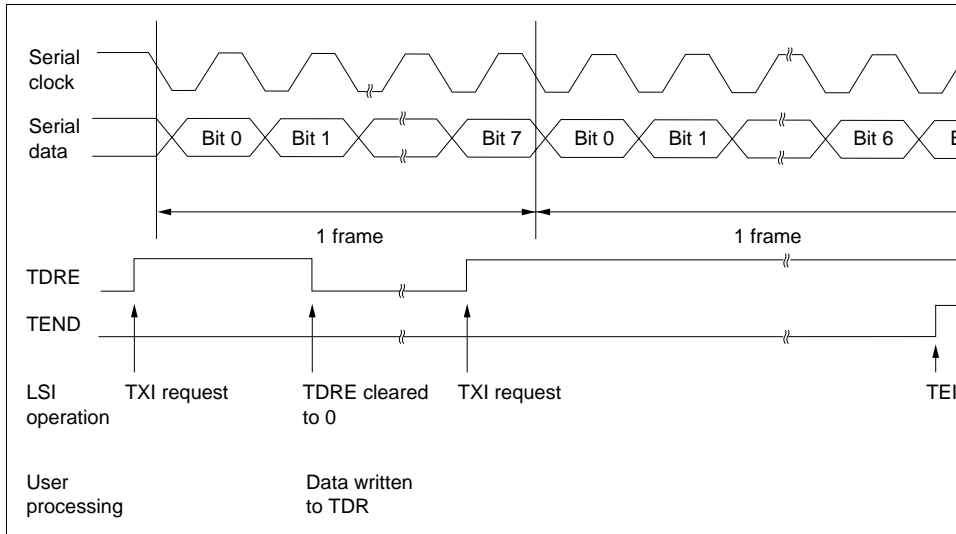 Serial
clock
Serial
data
Bit 0
Bit 1
Bit 7
Bit 0
Bit 1
Bit 6
1 frame
1 frame
TDRE
TEND
LSI
operation
TXI request
TDRE cleared
to 0
TXI request
TEI
User
processing
Data written
to TDR